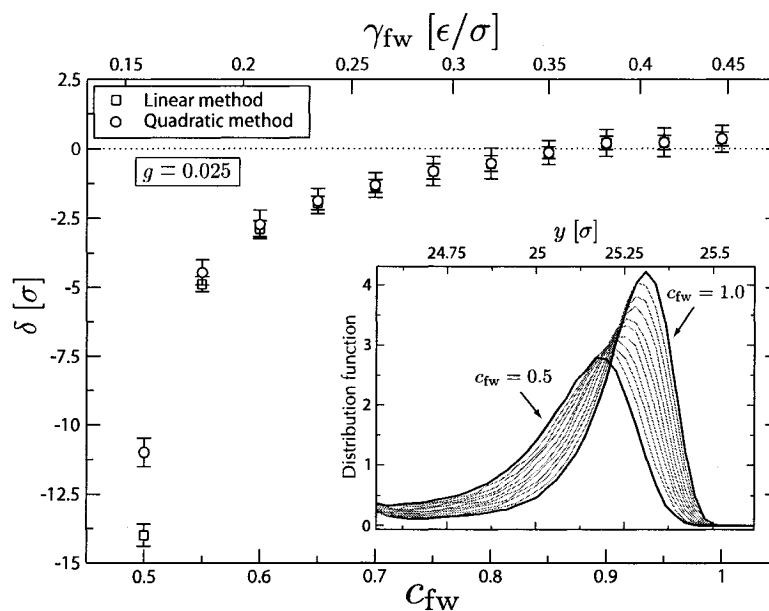 γfw [ϵ/σ]
0.15 0.2 0.25 0.3 0.35 0.4 0.45
2.5
0
-2.5
-5
-7.5
-10
-12.5
-15
δ [σ]
Linear method
Quadratic method
g = 0.025
y [σ]
24.75 25 25.25 25.5
4
3
2
1
0
Distribution function
cfw = 1.0
cfw = 0.5
0.5 0.6 0.7 0.8 0.9 1
cfw